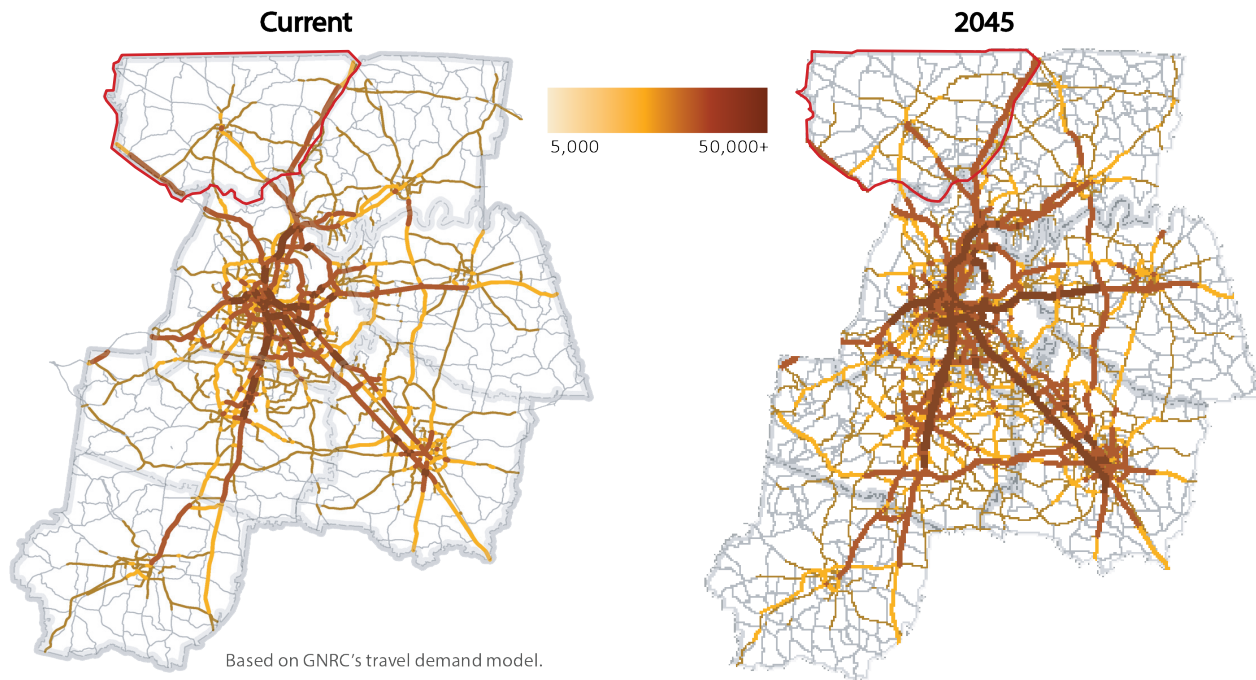 Current
2045
5,000
50,000+
Based on GNRC's travel demand model.